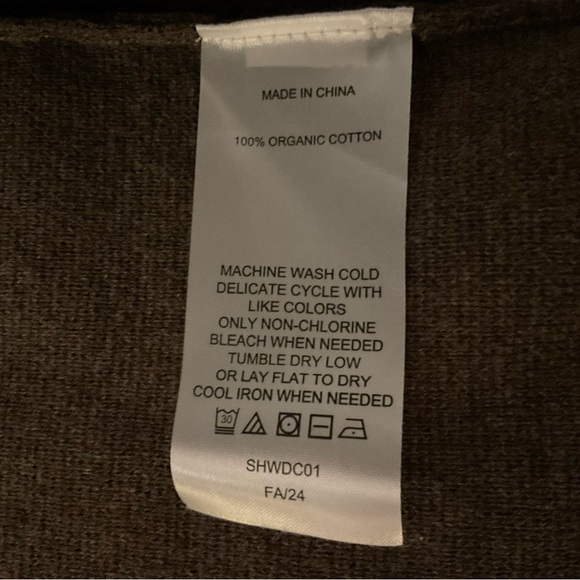 MADE IN CHINA
100% ORGANIC COTTON
MACHINE WASH COLD
DELICATE CYCLE WITH
LIKE COLORS
ONLY NON-CHLORINE
BLEACH WHEN NEEDED
TUMBLE DRY LOW
OR LAY FLAT TO DRY
COOL IRON WHEN NEEDED
30
SHWDC01
FA/24